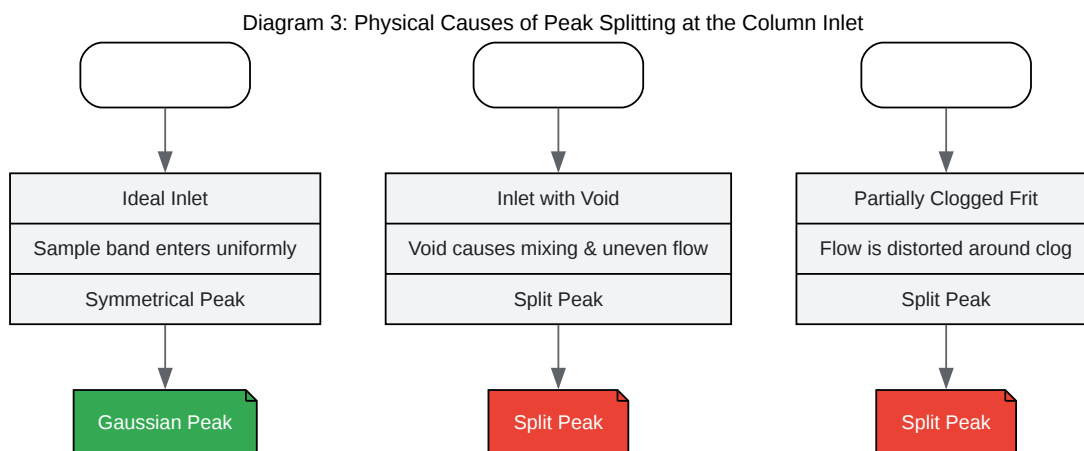 Diagram 3: Physical Causes of Peak Splitting at the Column Inlet
Ideal Inlet
Sample band enters uniformly
Symmetrical Peak
Gaussian Peak
Inlet with Void
Void causes mixing & uneven flow
Split Peak
Split Peak
Partially Clogged Frit
Flow is distorted around clog
Split Peak
Split Peak